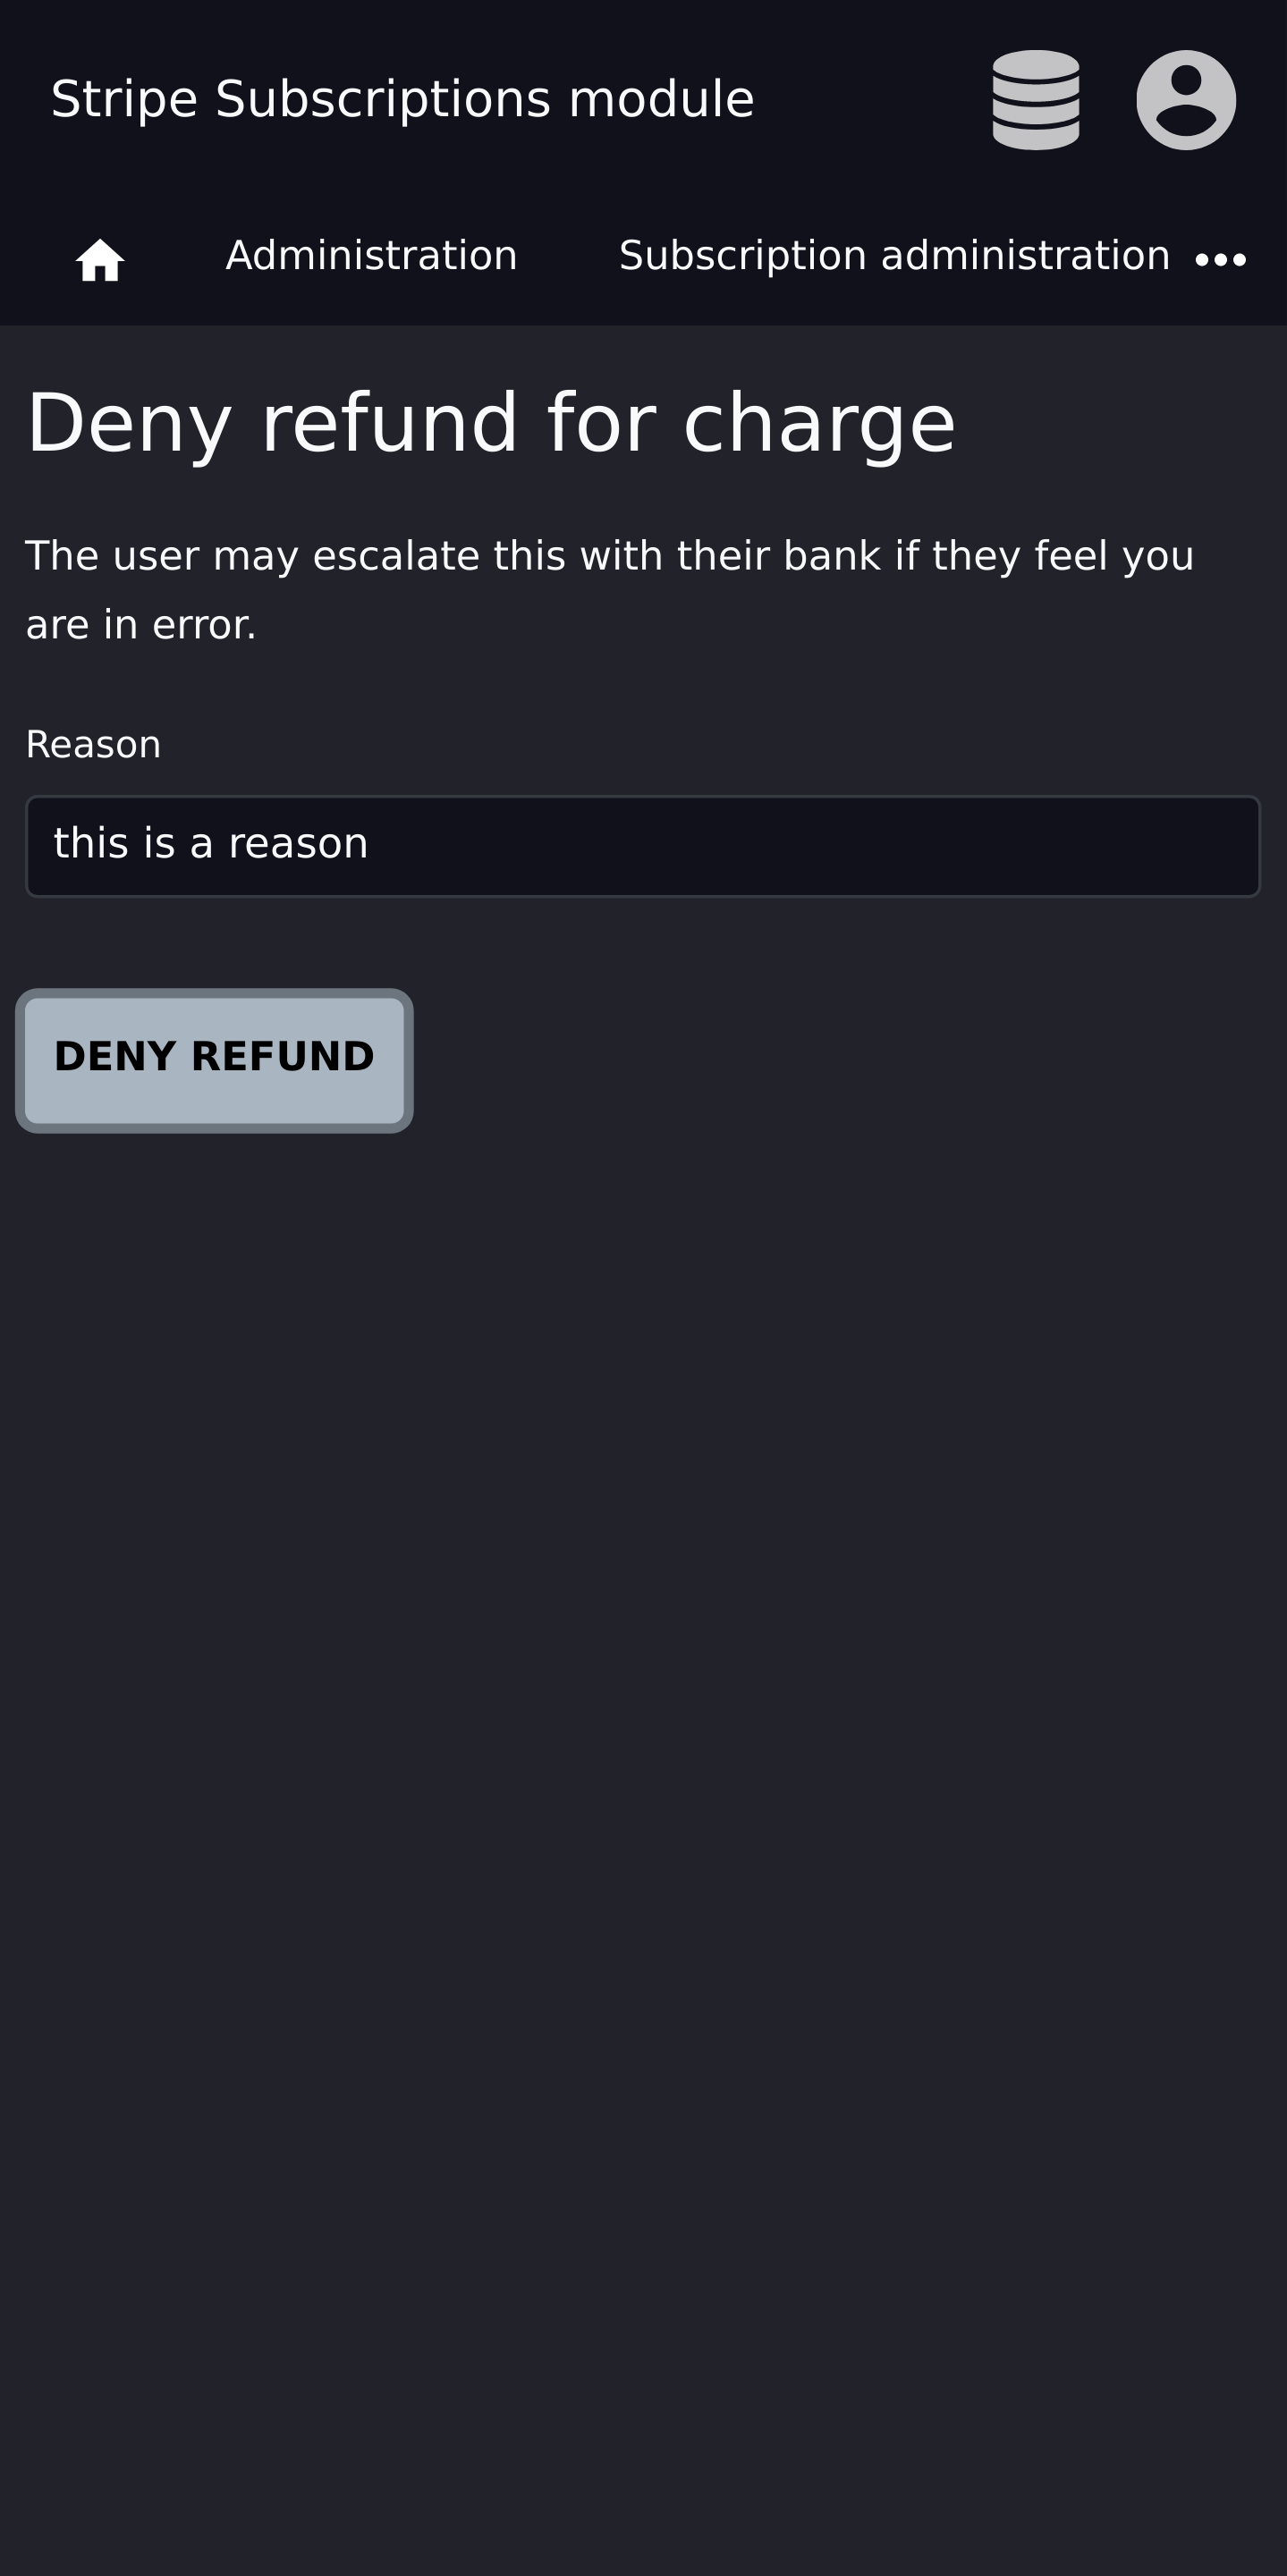 Stripe Subscriptions module
Administration Subscription administration
Deny refund for charge
The user may escalate this with their bank if they feel you
are in error.
Reason
this is a reason
DENY REFUND